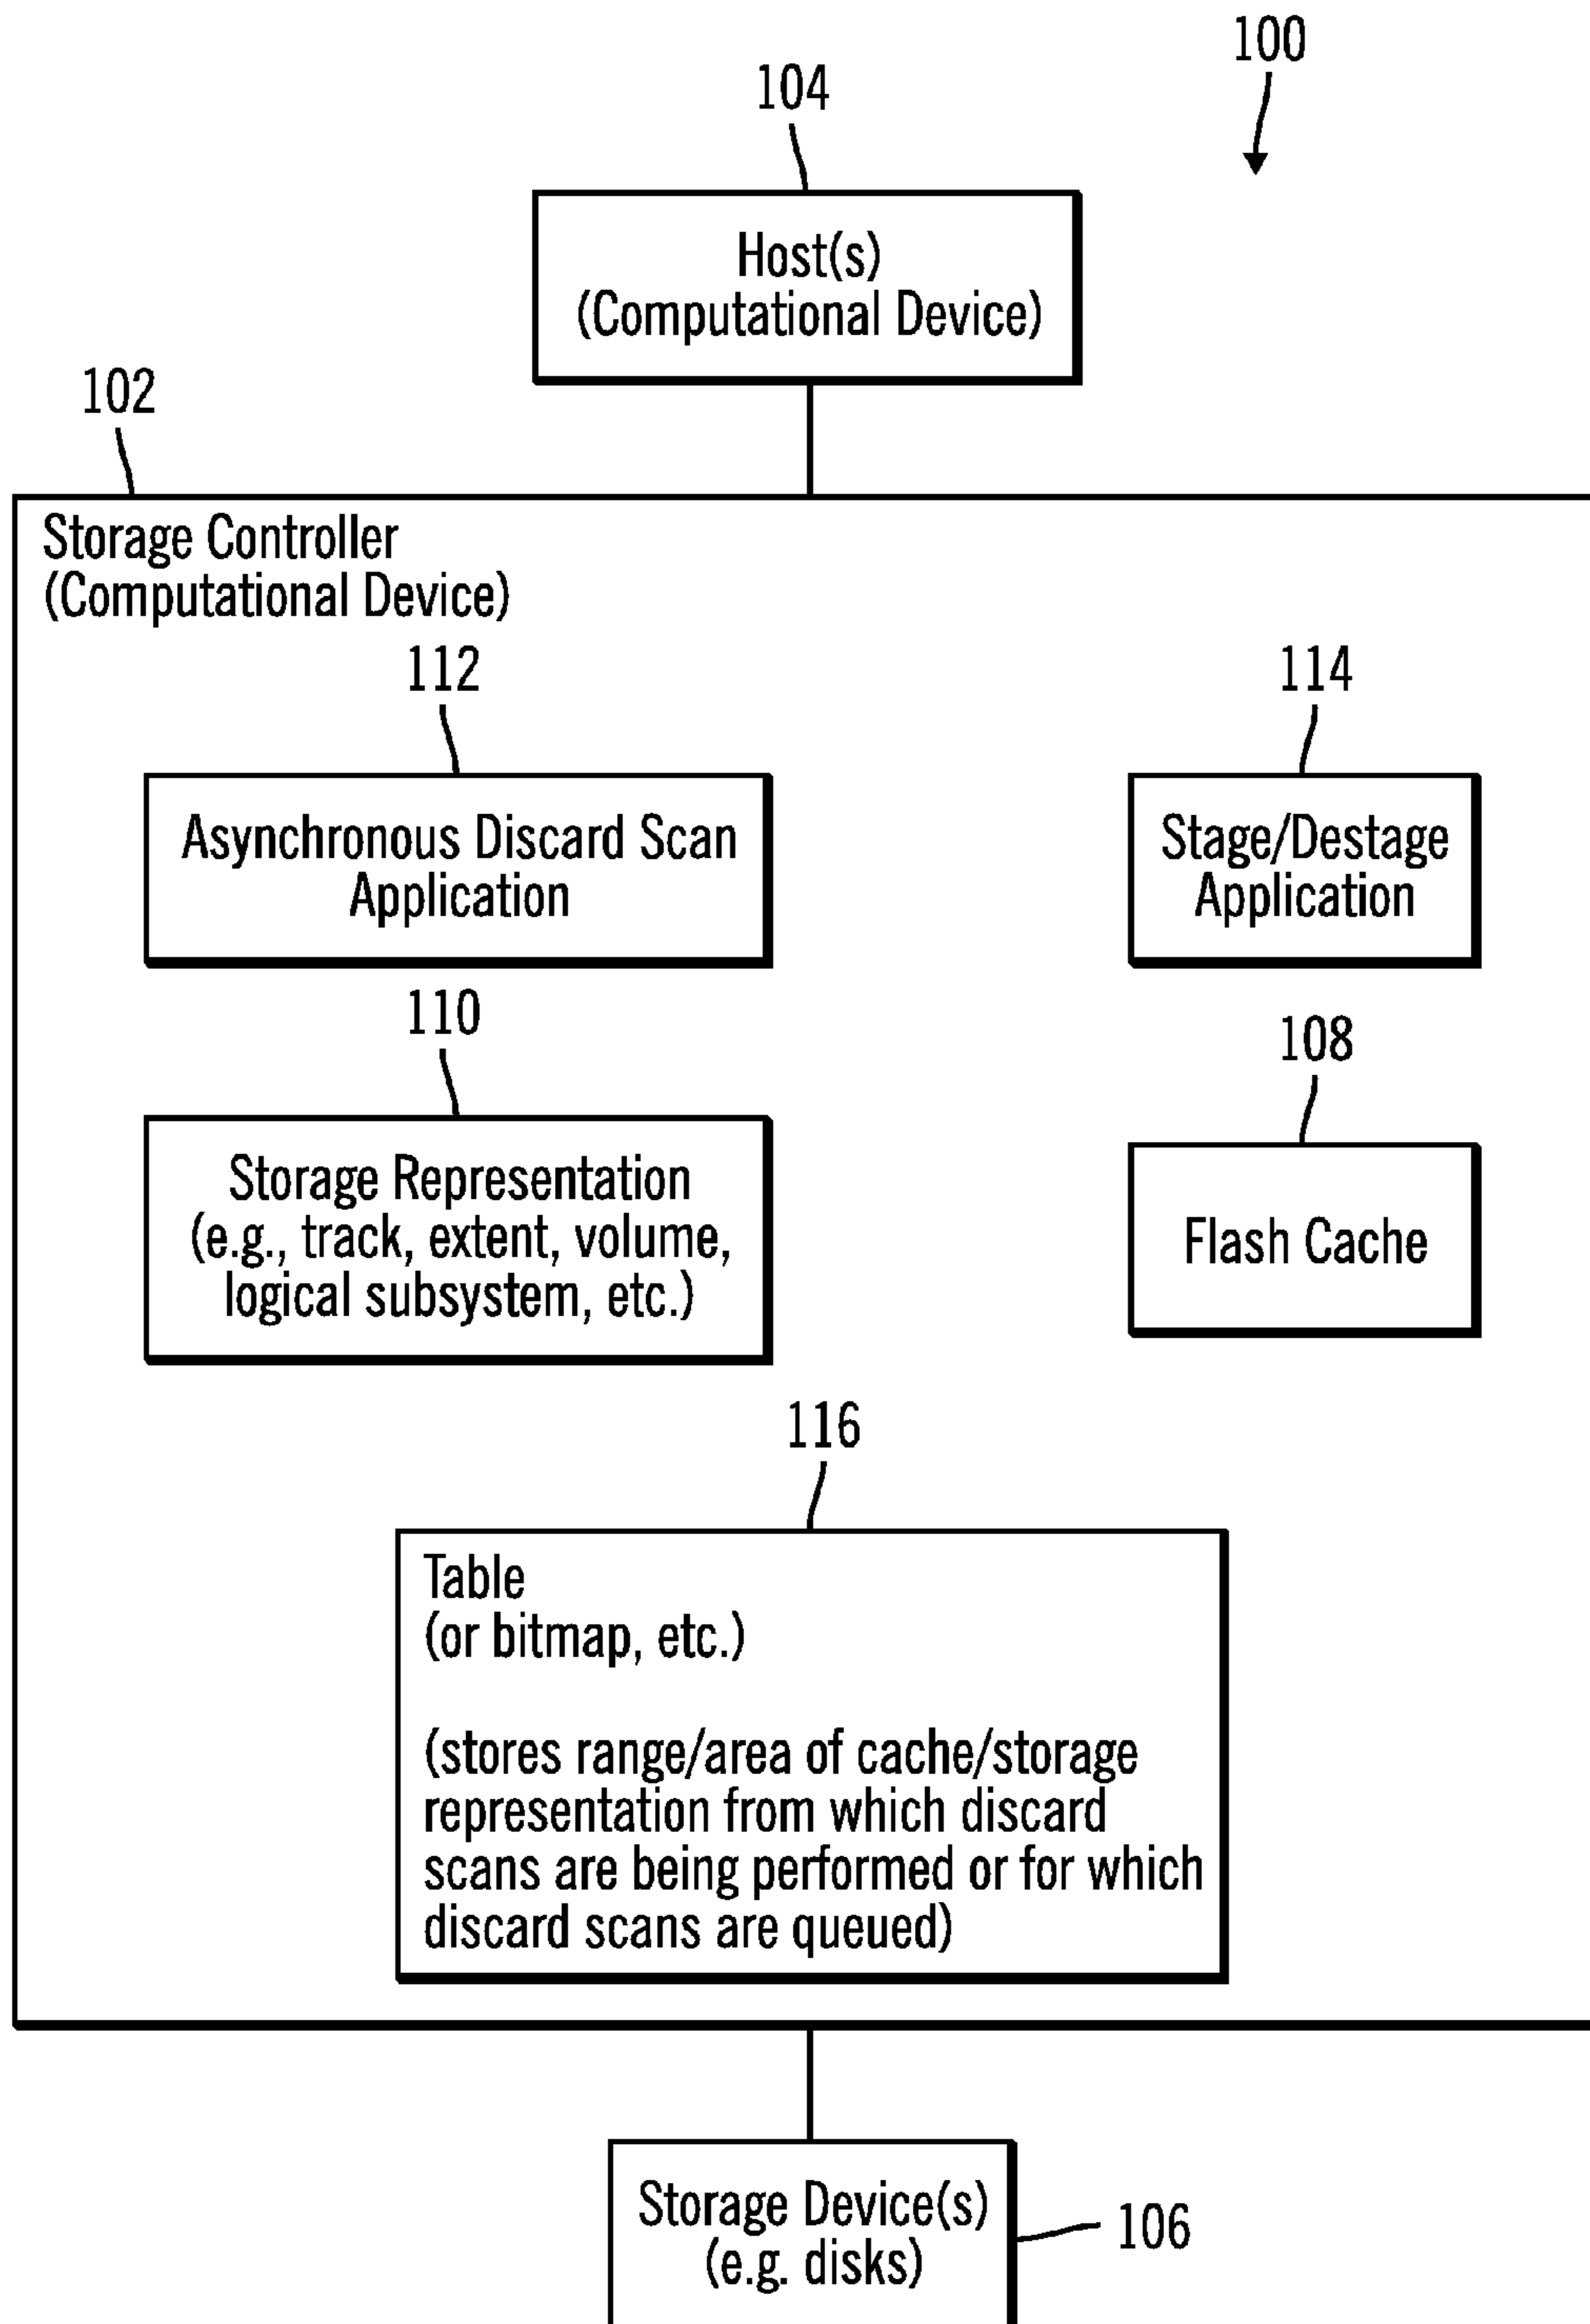 100
104
Host(s)
(Computational Device)
102
Storage Controller
(Computational Device)
112
114
Asynchronous Discard Scan
Application
Stage/Destage
Application
110
108
Storage Representation
(e.g., track, extent, volume,
logical subsystem, etc.)
Flash Cache
116
Table
(or bitmap, etc.)
(stores range/area of cache/storage
representation from which discard
scans are being performed or for which
discard scans are queued)
Storage Device(s)
(e.g. disks)
106